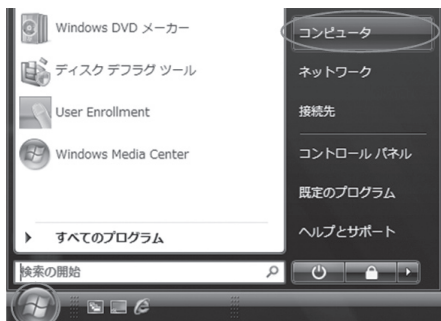 Windows DVD メーカー
ディスク デフラグ ツール
User Enrollment
Windows Media Center
すべてのプログラム
検索の開始
コンピュータ
ネットワーク
接続先
コントロール パネル
既定のプログラム
ヘルプとサポート